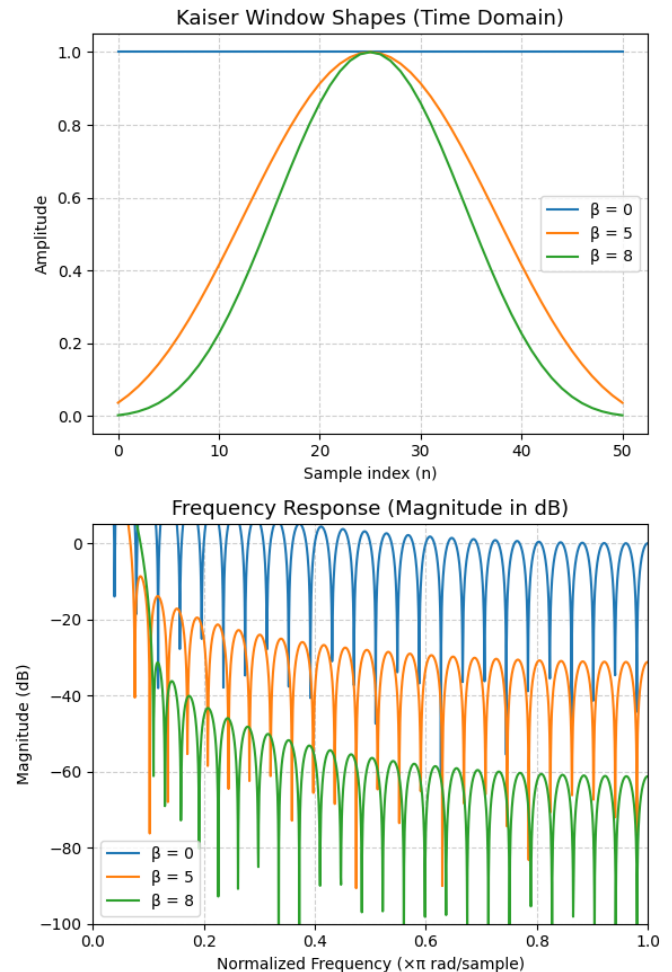 Kaiser Window Shapes (Time Domain)
1.0
0.8
0.6
0.4
0.2
0.0
Amplitude
β = 0
β = 5
β = 8
0 10 20 30 40 50
Sample index (n)
Frequency Response (Magnitude in dB)
0
−20
−40
−60
−80
−100
Magnitude (dB)
β = 0
β = 5
β = 8
0.0 0.2 0.4 0.6 0.8 1.0
Normalized Frequency (×π rad/sample)